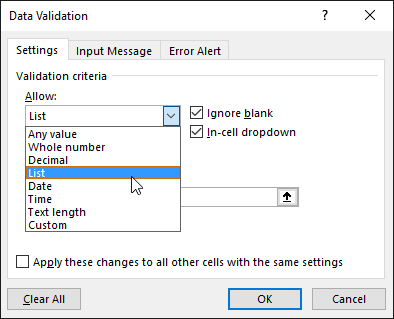 Data Validation ? ×
Settings Input Message Error Alert
Validation criteria
Allow:
List Ignore blank
Any value In-cell dropdown
Whole number
Decimal
List
Date
Time
Text length
Custom
Apply these changes to all other cells with the same settings
Clear All OK Cancel